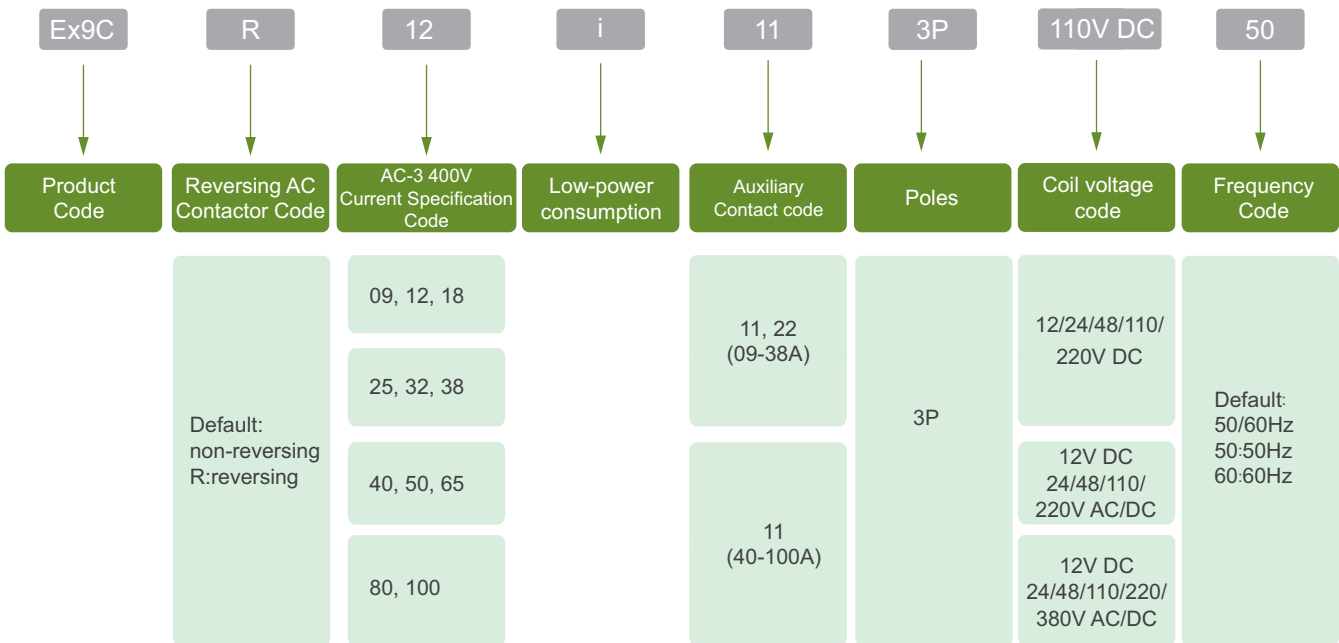 Ex9C
R
12
i
11
3P
110V DC
50
Product
Code
Reversing AC
Contactor Code
AC-3 400V
Current Specification
Code
Low-power
consumption
Auxiliary
Contact code
Poles
Coil voltage
code
Frequency
Code
Default:
non-reversing
R:reversing
09, 12, 18
25, 32, 38
40, 50, 65
80, 100
11, 22
(09-38A)
11
(40-100A)
3P
12/24/48/110/
220V DC
12V DC
24/48/110/
220V AC/DC
12V DC
24/48/110/220/
380V AC/DC
Default:
50/60Hz
50:50Hz
60:60Hz